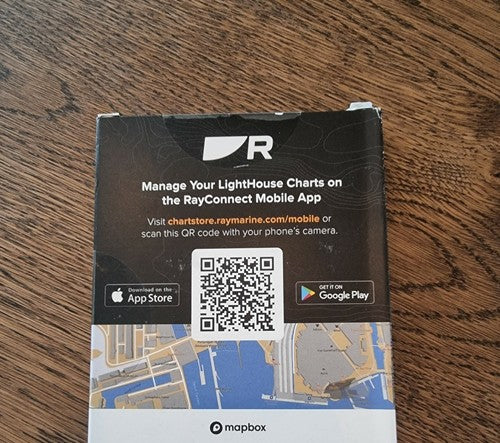 R
Manage Your LightHouse Charts on
the RayConnect Mobile App
Visit chartstore.raymarine.com/mobile or
scan this QR code with your phone's camera.
Download on the
App Store
GET IT ON
Google Play
mapbox